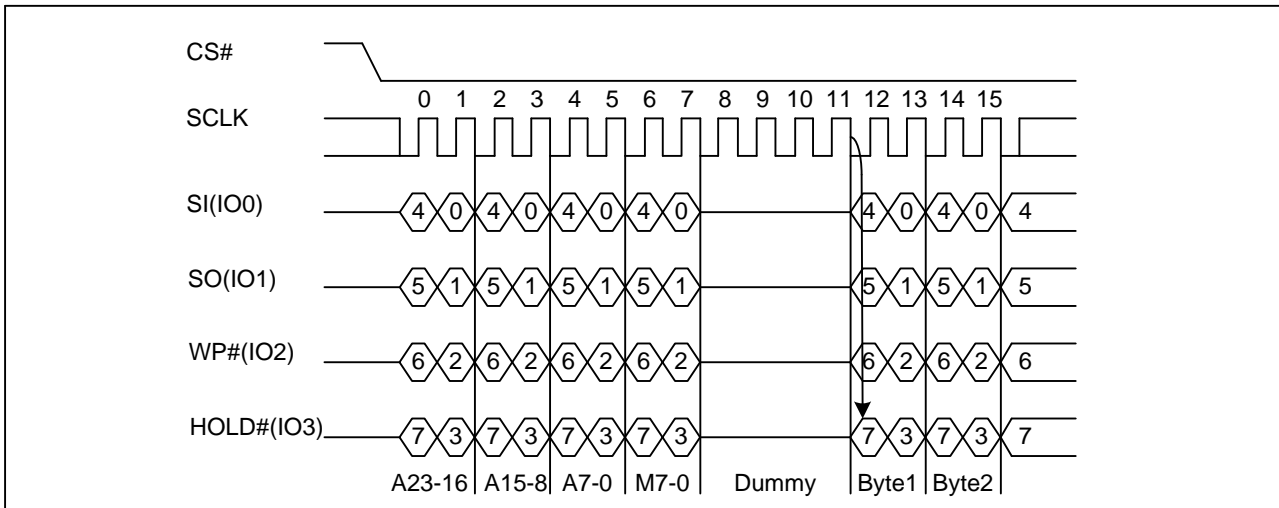 CS#
0 1 2 3 4 5 6 7 8 9 10 11 12 13 14 15
SCLK
SI(IO0) 4 0 4 0 4 0 4 0 4 0 4 0 4
SO(IO1) 5 1 5 1 5 1 5 1 5 1 5 1 5
WP#(IO2) 6 2 6 2 6 2 6 2 6 2 6 2 6
HOLD#(IO3) 7 3 7 3 7 3 7 3 7 3 7 3 7
A23-16 A15-8 A7-0 M7-0 Dummy Byte1 Byte2